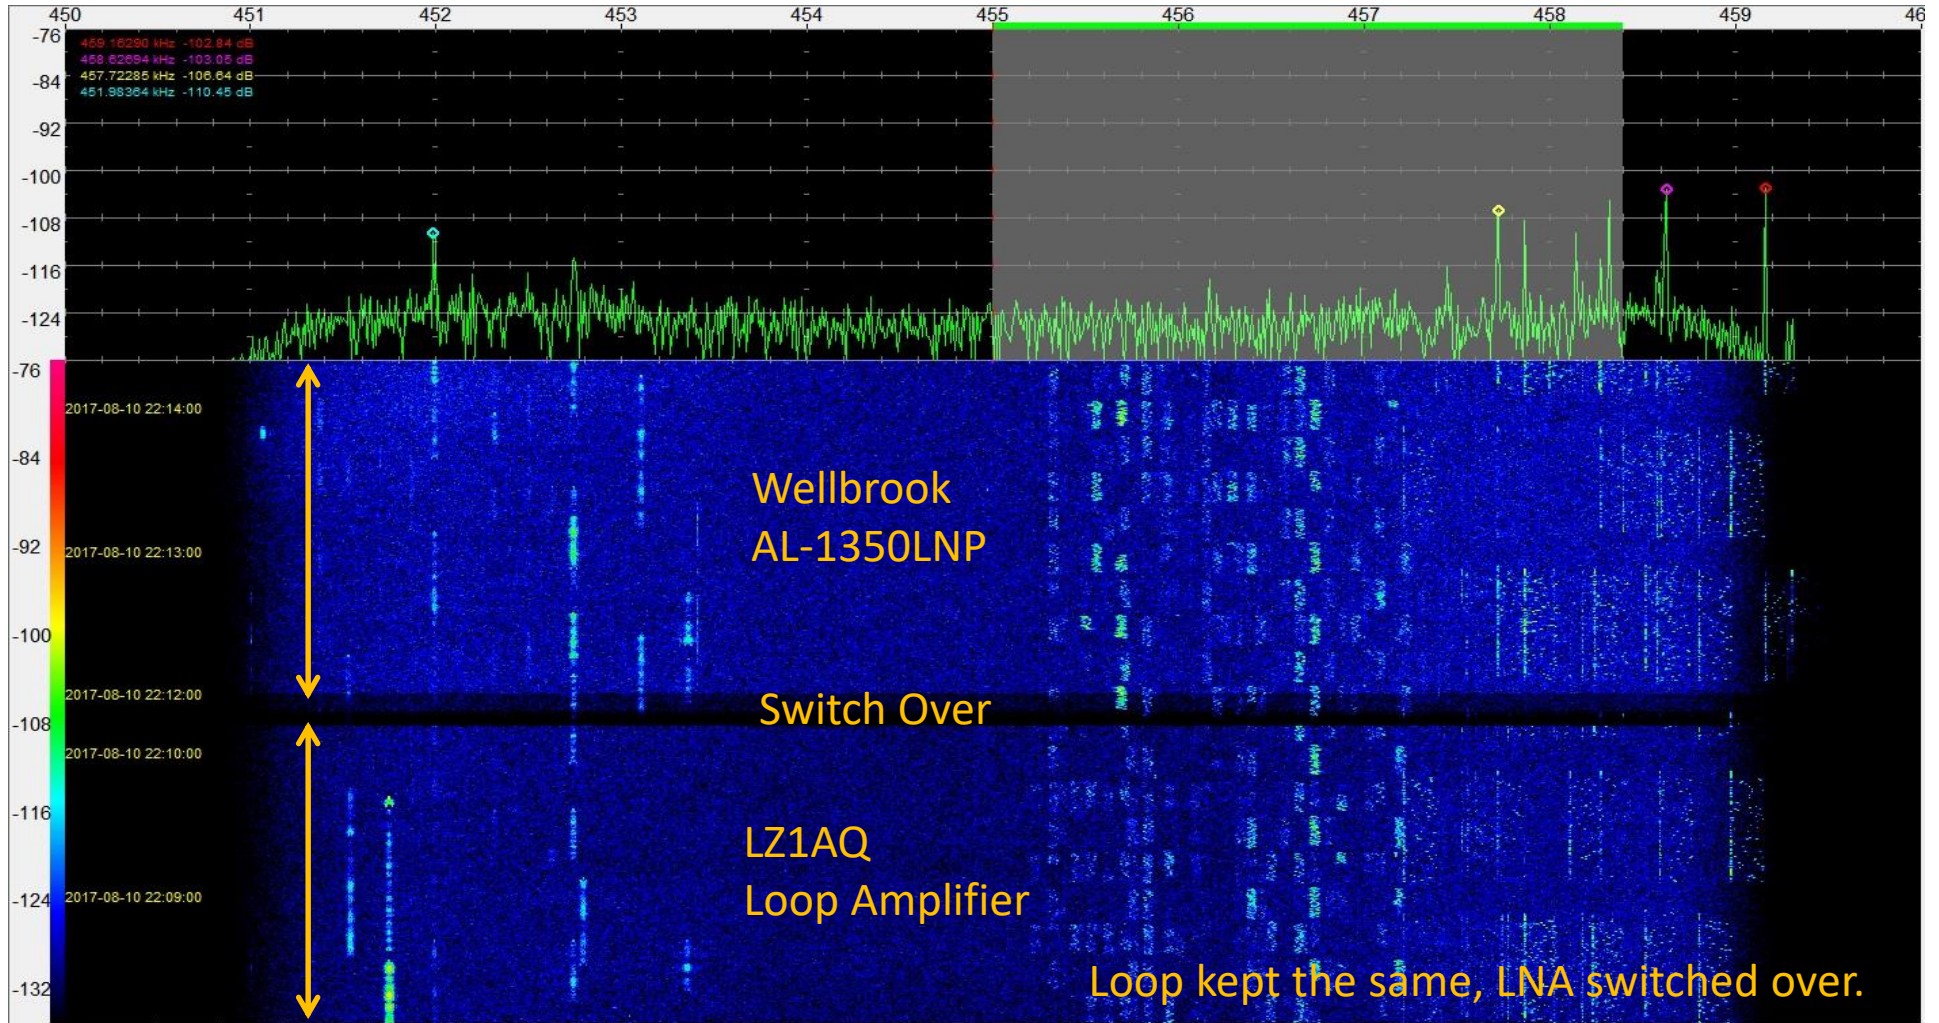 450 451 452 453 454 455 456 457 458 459 46
-76
459.16290 kHz -102.84 dB
458.62694 kHz -103.05 dB
457.72285 kHz -106.64 dB
451.98364 kHz -110.45 dB
-84
-92
-100
-108
-116
-124
-76
2017-08-10 22:14:00
-84
Wellbrook
AL-1350LNP
-92
2017-08-10 22:13:00
-100
2017-08-10 22:12:00
Switch Over
-108
2017-08-10 22:10:00
-116
LZ1AQ
Loop Amplifier
-124
2017-08-10 22:09:00
-132
Loop kept the same, LNA switched over.